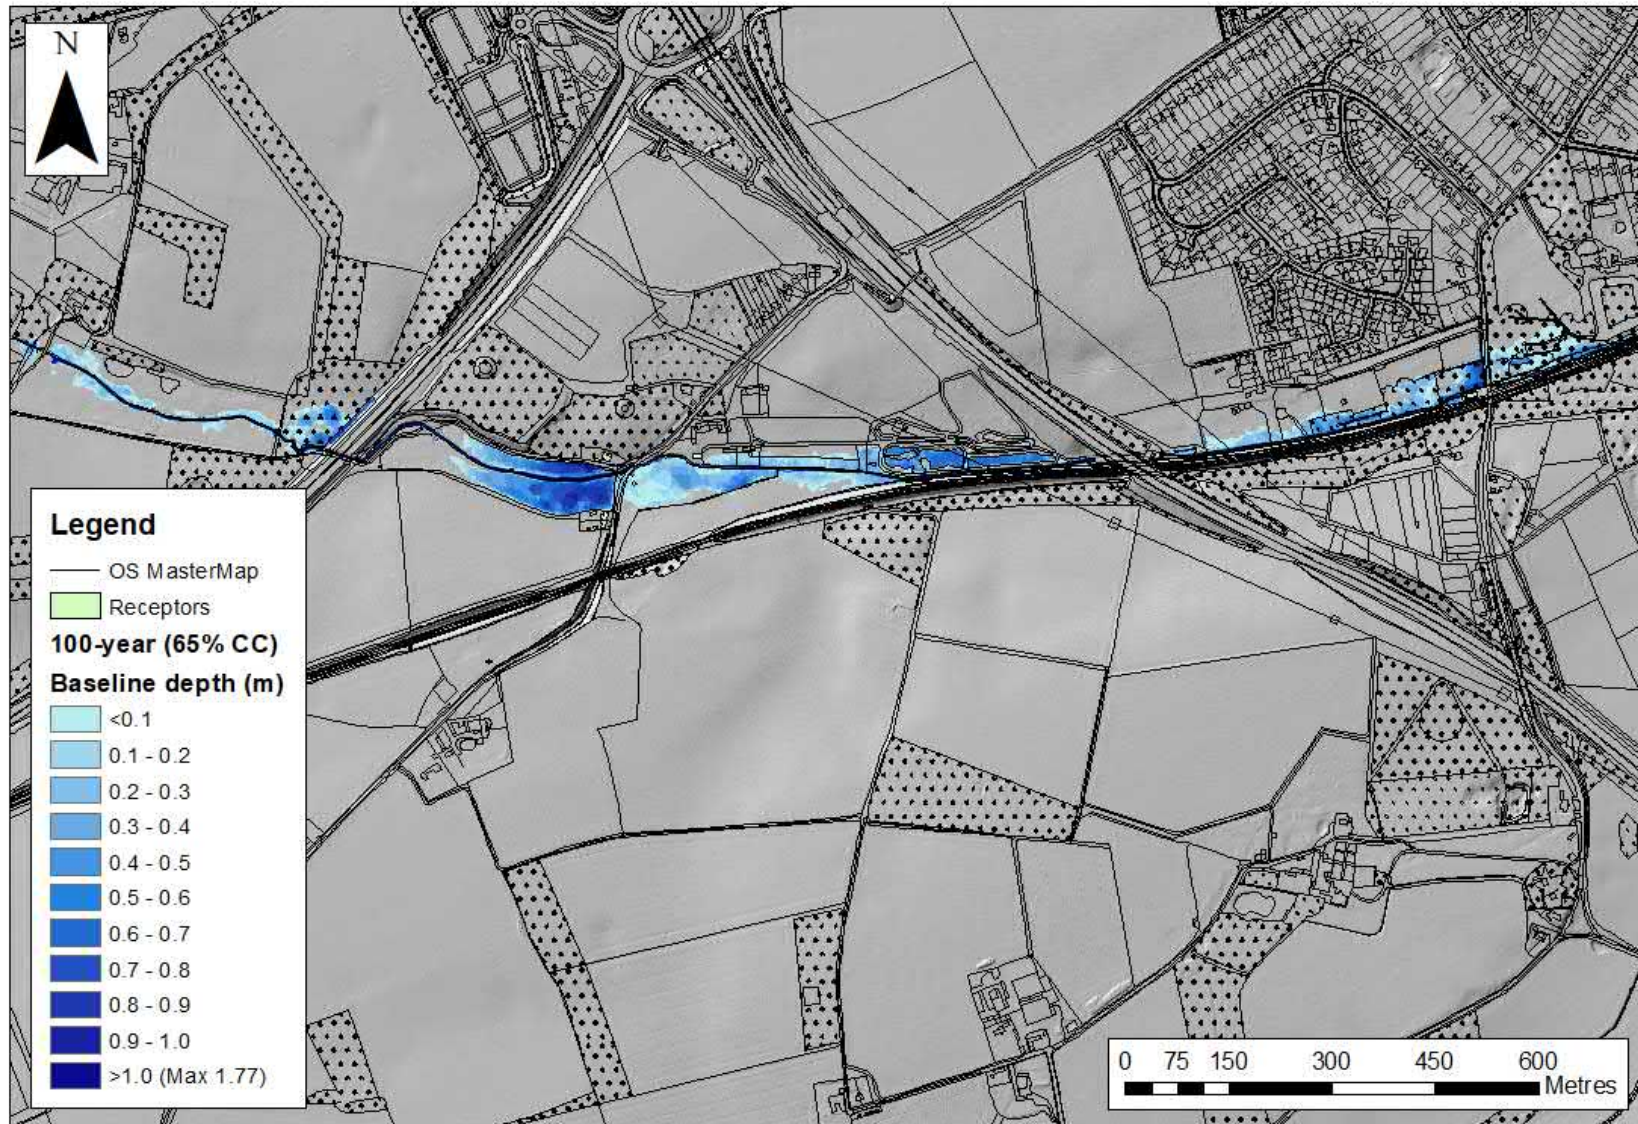 N
Legend
OS MasterMap
Receptors
100-year (65% CC)
Baseline depth (m)
<0.1
0.1 - 0.2
0.2 - 0.3
0.3 - 0.4
0.4 - 0.5
0.5 - 0.6
0.6 - 0.7
0.7 - 0.8
0.8 - 0.9
0.9 - 1.0
>1.0 (Max 1.77)
0 75 150 300 450 600
Metres